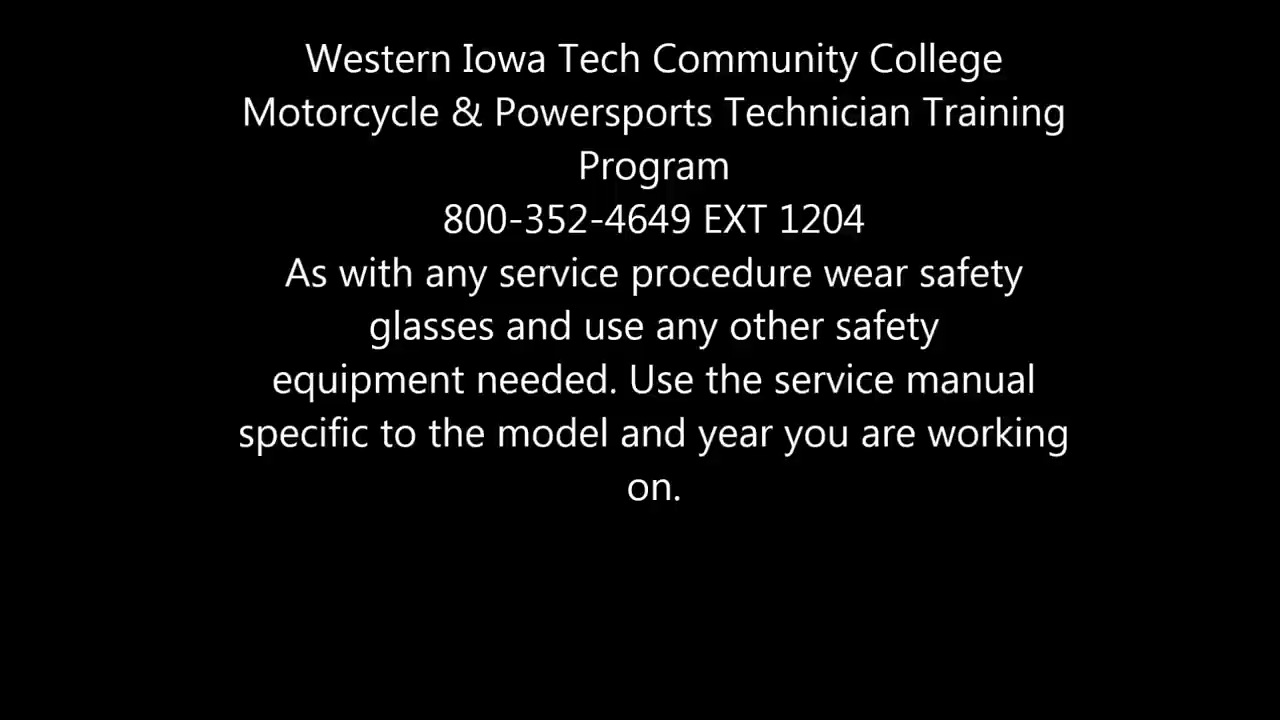 Western Iowa Tech Community College
Motorcycle & Powersports Technician Training
Program
800-352-4649 EXT 1204
As with any service procedure wear safety
glasses and use any other safety
equipment needed. Use the service manual
specific to the model and year you are working
on.